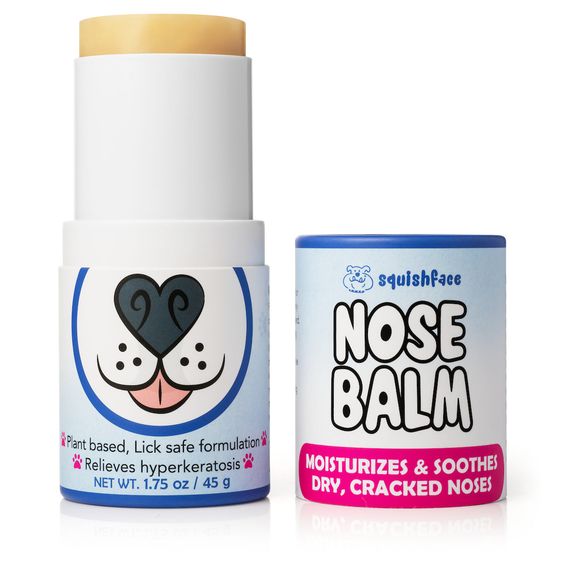 Plant based, Lick safe formulation
Relieves hyperkeratosis
NET WT. 1.75 oz / 45 g
squishface
NOSE
BALM
MOISTURIZES & SOOTHES
DRY, CRACKED NOSES